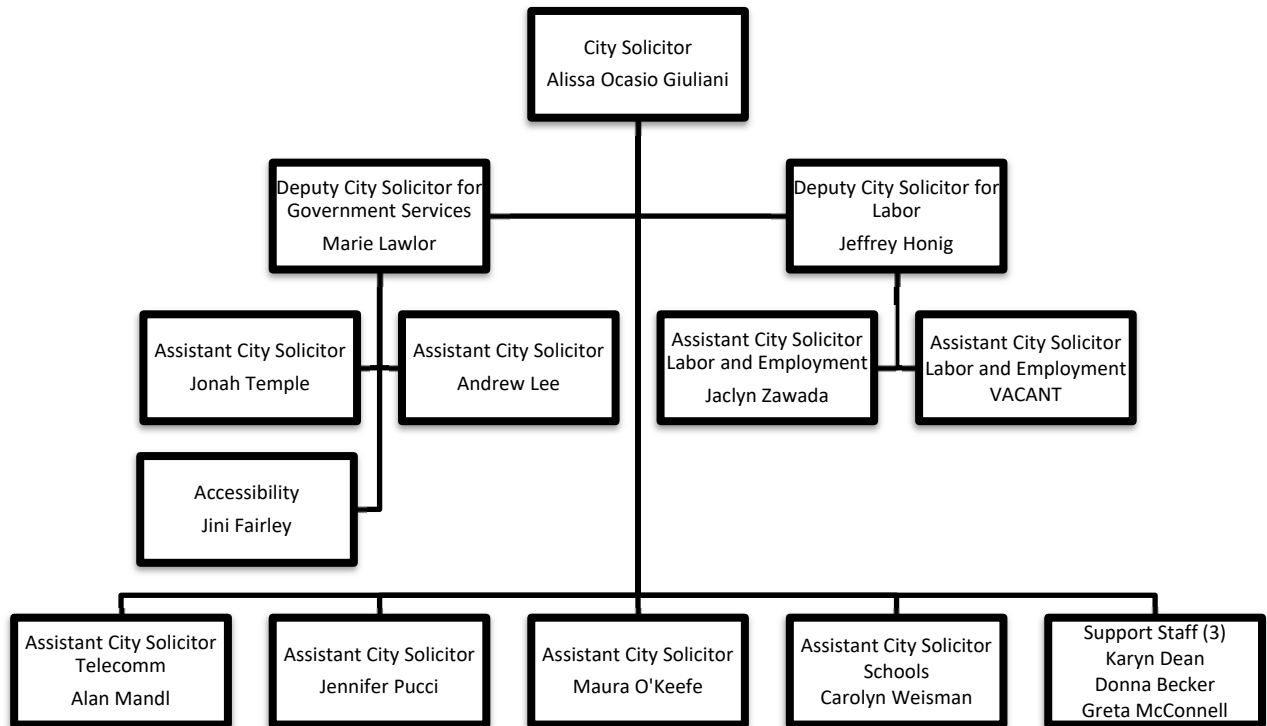 City Solicitor
Alissa Ocasio Giuliani
Deputy City Solicitor for
Government Services
Marie Lawlor
Deputy City Solicitor for
Labor
Jeffrey Honig
Assistant City Solicitor
Jonah Temple
Assistant City Solicitor
Andrew Lee
Assistant City Solicitor
Labor and Employment
Jaclyn Zawada
Assistant City Solicitor
Labor and Employment
VACANT
Accessibility
Jini Fairley
Assistant City Solicitor
Telecomm
Alan Mandl
Assistant City Solicitor
Jennifer Pucci
Assistant City Solicitor
Maura O'Keefe
Assistant City Solicitor
Schools
Carolyn Weisman
Support Staff (3)
Karyn Dean
Donna Becker
Greta McConnell